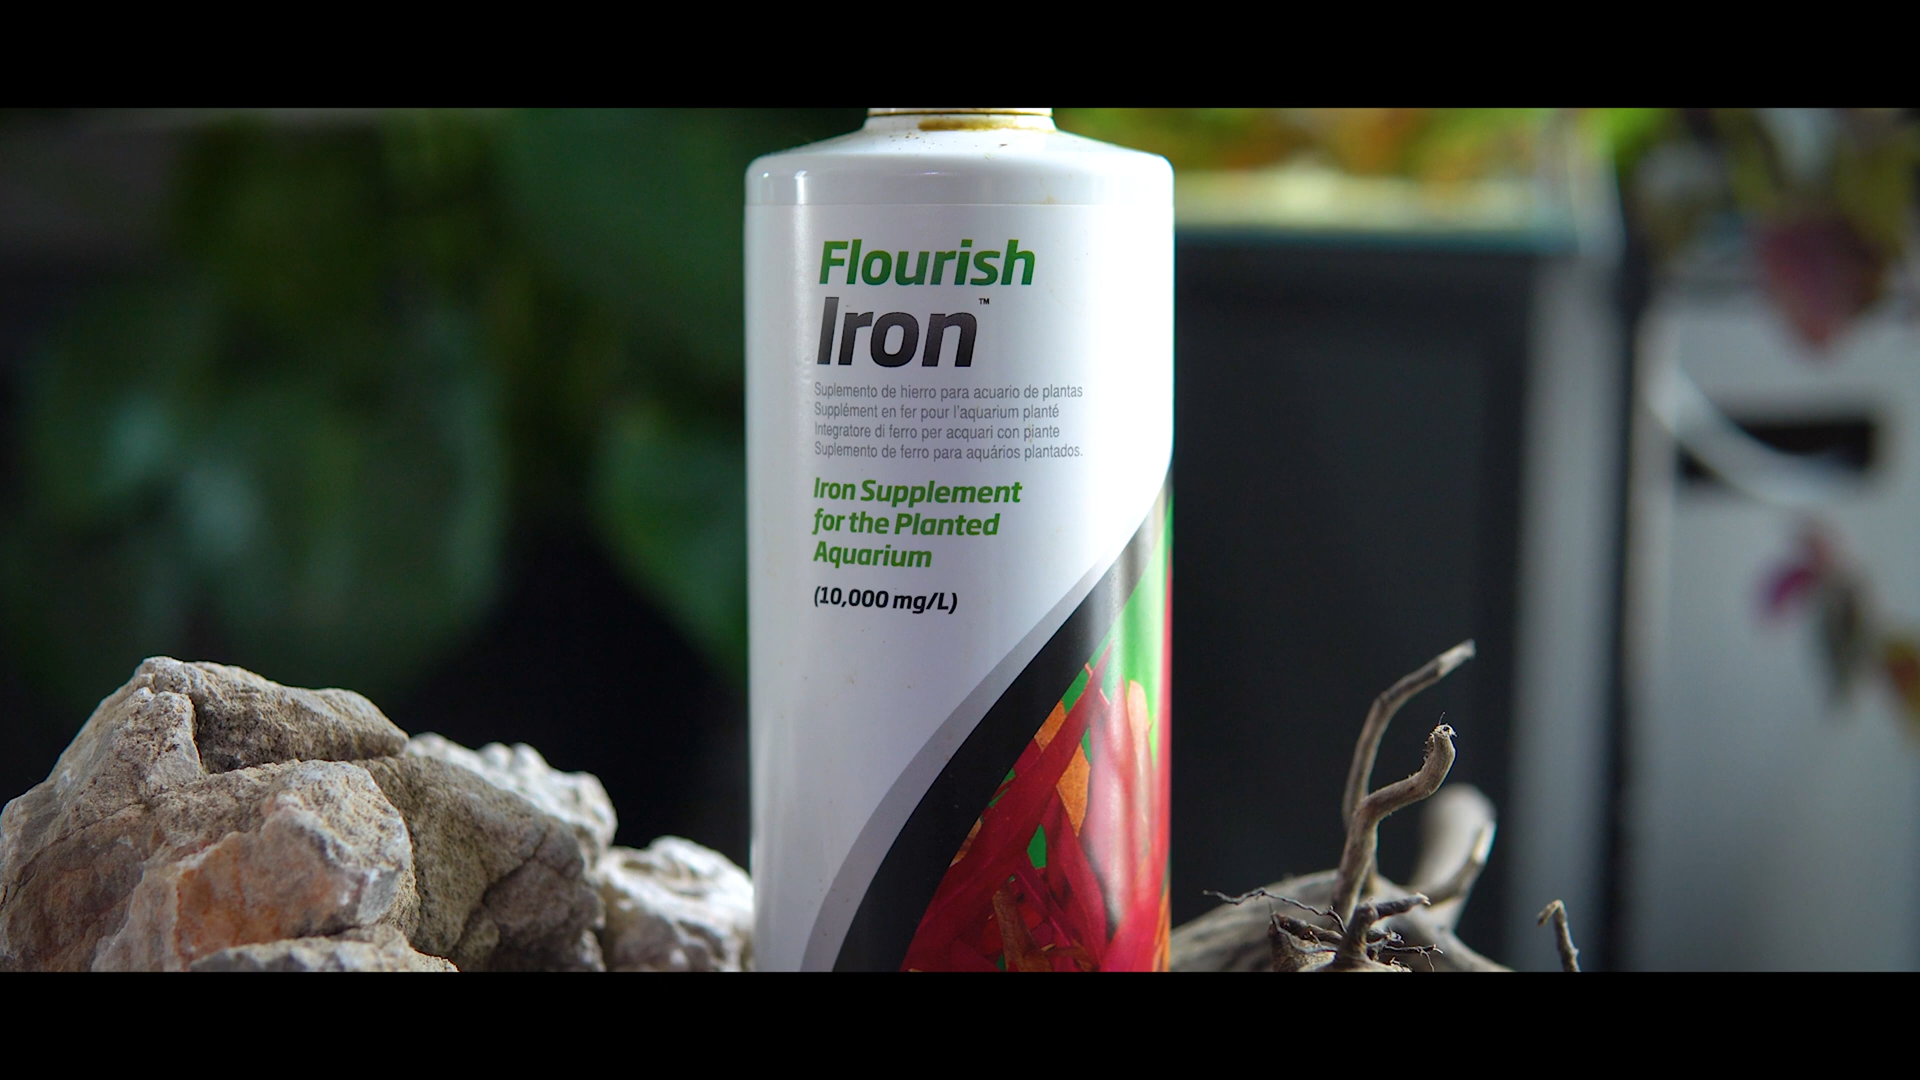 Flourish
Iron™
Suplemento de hierro para acuario de plantas
Supplément en fer pour l'aquarium planté
Integratore di ferro per acquari con piante
Suplemento de ferro para aquários plantados.
Iron Supplement
for the Planted
Aquarium
(10,000 mg/L)